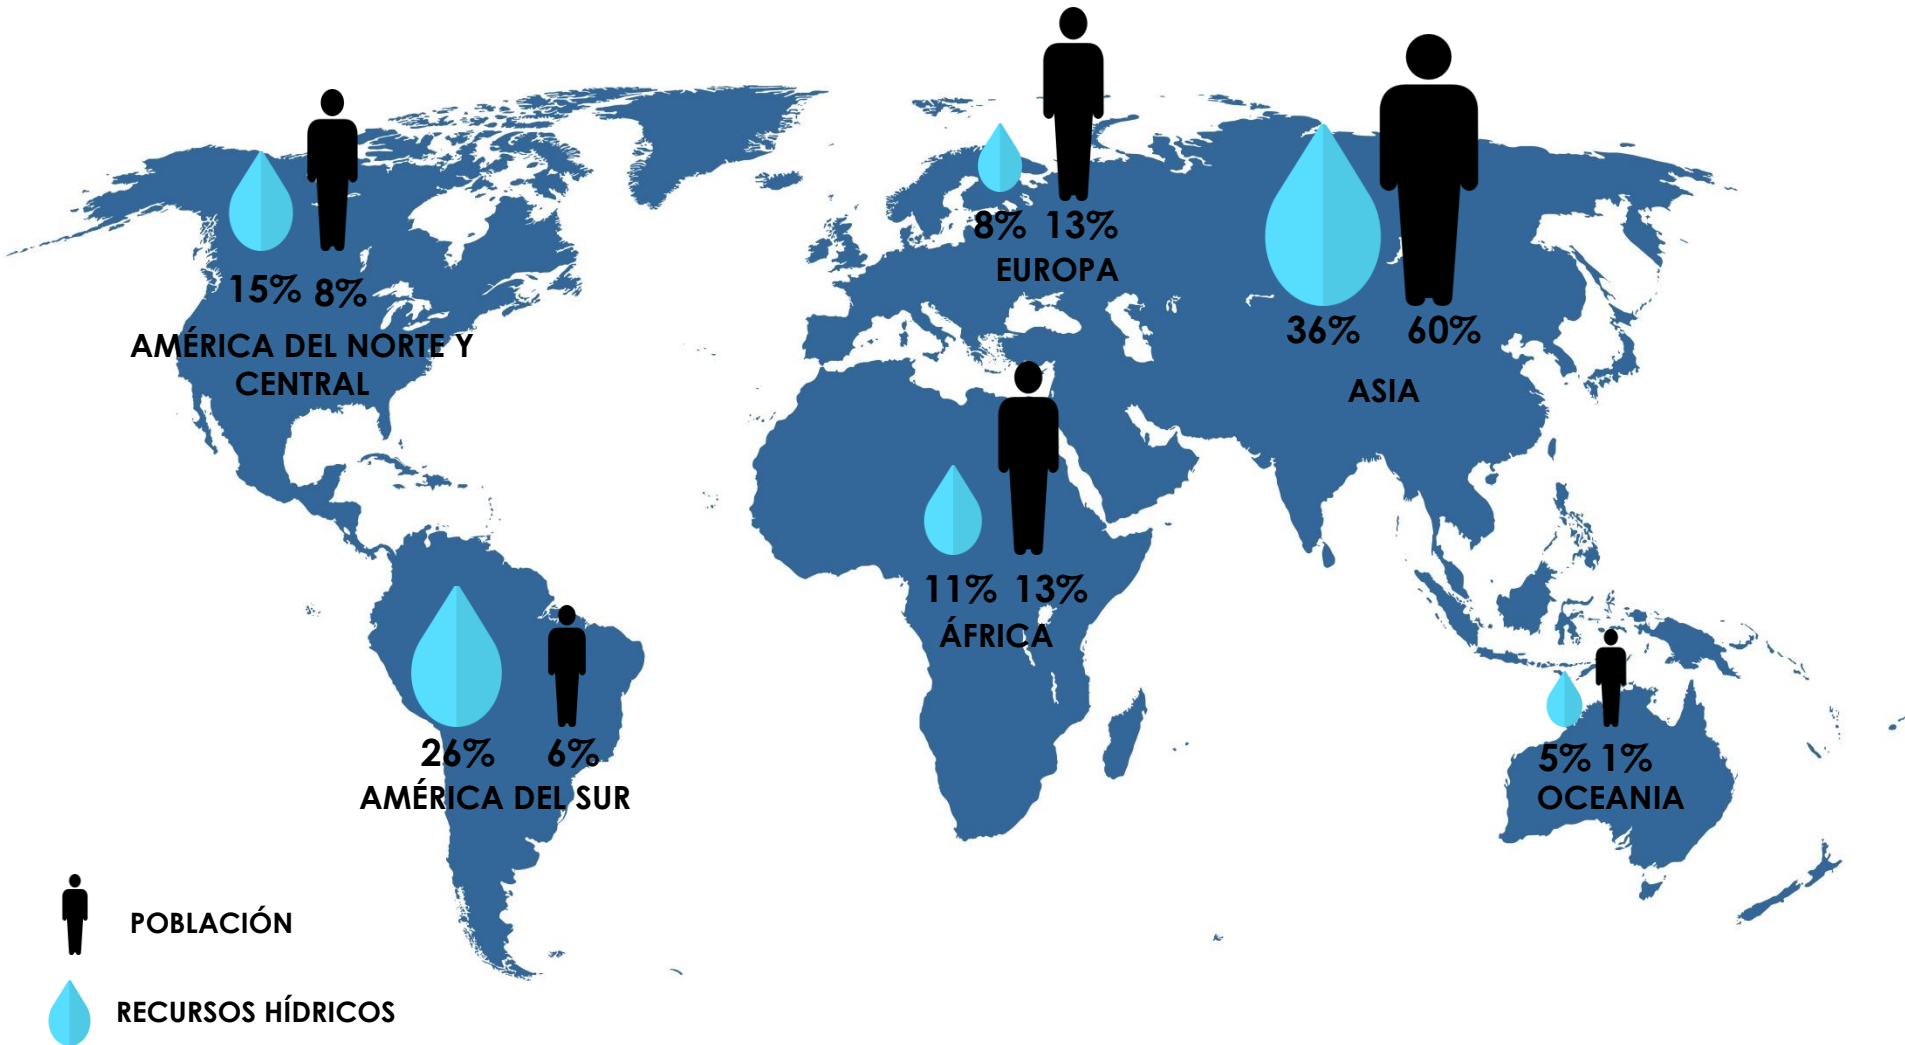 8% 13%
EUROPA
15% 8%
AMÉRICA DEL NORTE Y
CENTRAL
36% 60%
ASIA
11% 13%
ÁFRICA
26% 6%
AMÉRICA DEL SUR
5% 1%
OCEANIA
POBLACIÓN
RECURSOS HÍDRICOS